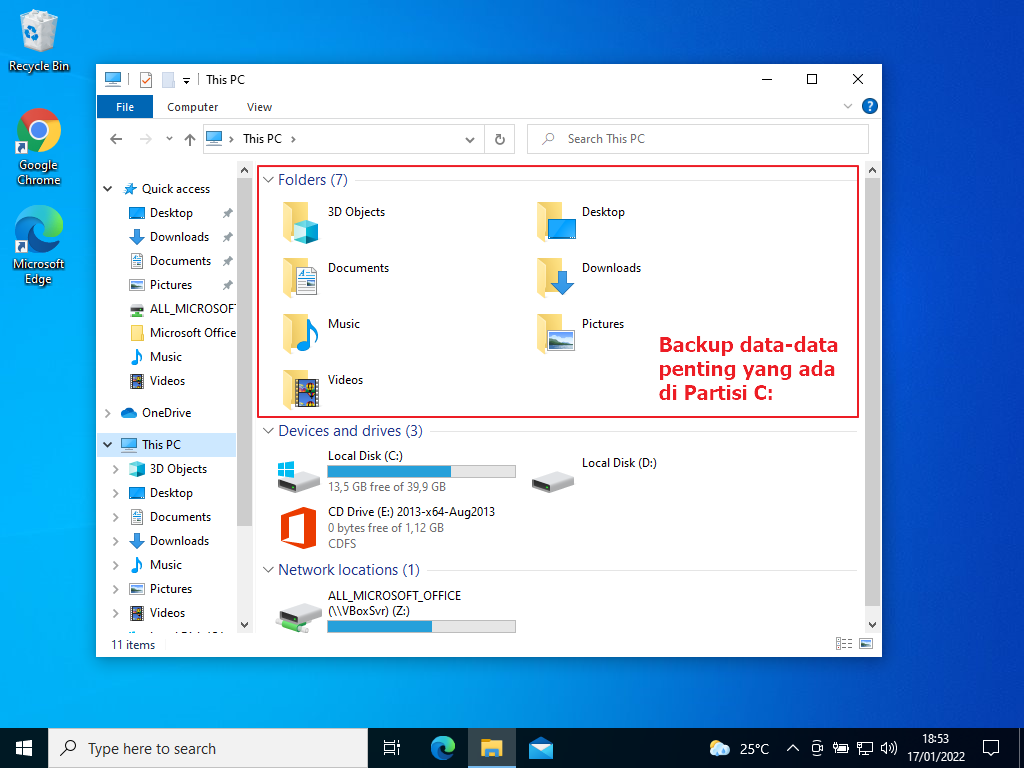 Recycle Bin
Google
Chrome
Microsoft
Edge
This PC
File
Computer
View
?
This PC
Search This PC
Quick access
Desktop
Downloads
Documents
Pictures
ALL_MICROSOFT
Microsoft Office
Music
Videos
OneDrive
This PC
3D Objects
Desktop
Documents
Downloads
Music
Pictures
Videos
Folders (7)
3D Objects
Desktop
Documents
Downloads
Music
Pictures
Videos
Backup data-data
penting yang ada
di Partisi C:
Devices and drives (3)
Local Disk (C:)
13,5 GB free of 39,9 GB
Local Disk (D:)
CD Drive (E:) 2013-x64-Aug2013
0 bytes free of 1,12 GB
CDFS
Network locations (1)
ALL_MICROSOFT_OFFICE
(\\VBoxSvr) (Z:)
11 items
Type here to search
25°C
18:53
17/01/2022